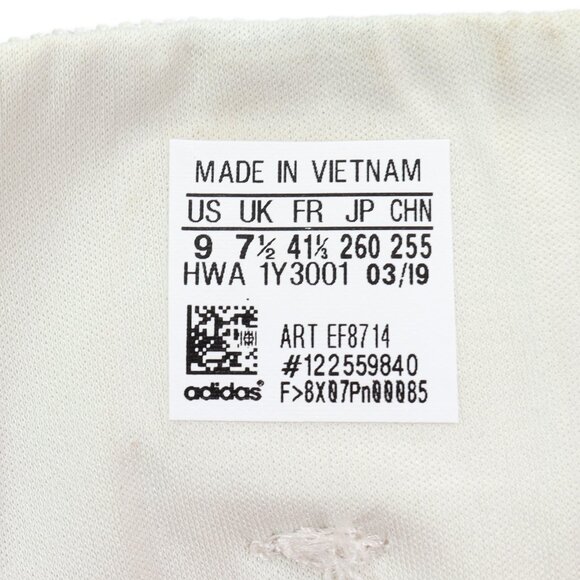 MADE IN VIETNAM
US UK FR JP CHN
9 7½ 41⅓ 260 255
HWA 1Y3001 03/19
ART EF8714
#122559840
adidas® F>8X07Pn00085